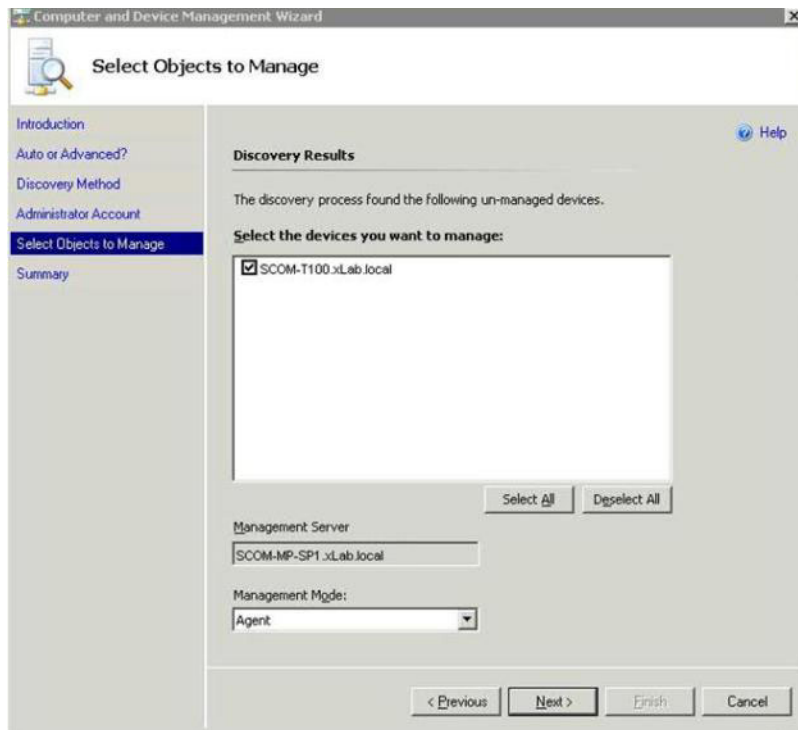 Computer and Device Management Wizard
Select Objects to Manage
Introduction
Auto or Advanced?
Discovery Method
Administrator Account
Select Objects to Manage
Summary
Help
Discovery Results
The discovery process found the following un-managed devices.
Select the devices you want to manage:
SCOM-T100.xLab.local
Select All
Deselect All
Management Server
SCOM-MP-SP1.xLab.local
Management Mode:
Agent
< Previous
Next >
Finish
Cancel